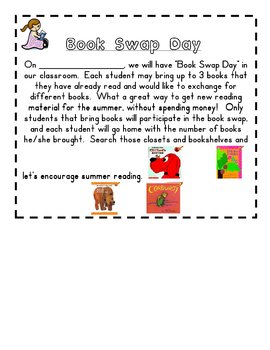 Book Swap Day
On ____________________, we will have "Book Swap Day" in
our classroom. Each student may bring up to 3 books that
they have already read and would like to exchange for
different books. What a great way to get new reading
material for the summer, without spending money! Only
students that bring books will participate in the book swap,
and each student will go home with the number of books
he/she brought. Search those closets and bookshelves and
let's encourage summer reading.
CORDUROY